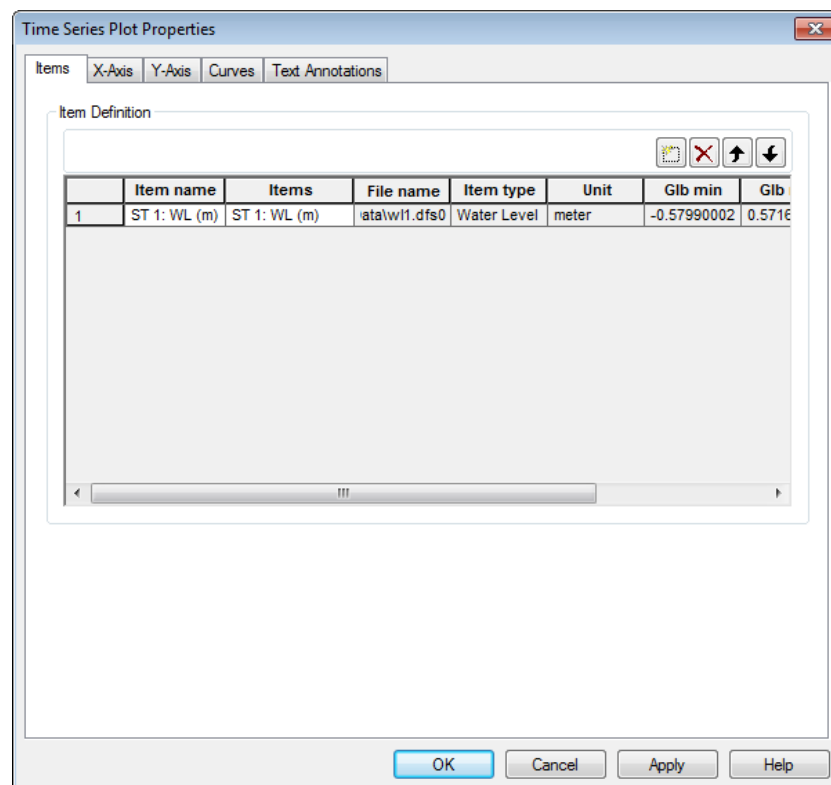 Time Series Plot Properties
Items X-Axis Y-Axis Curves Text Annotations
Item Definition
Item name Items File name Item type Unit Glb min Glb
1 ST 1: WL (m) ST 1: WL (m) ata\wl1.dfs0 Water Level meter -0.57990002 0.5716
OK Cancel Apply Help